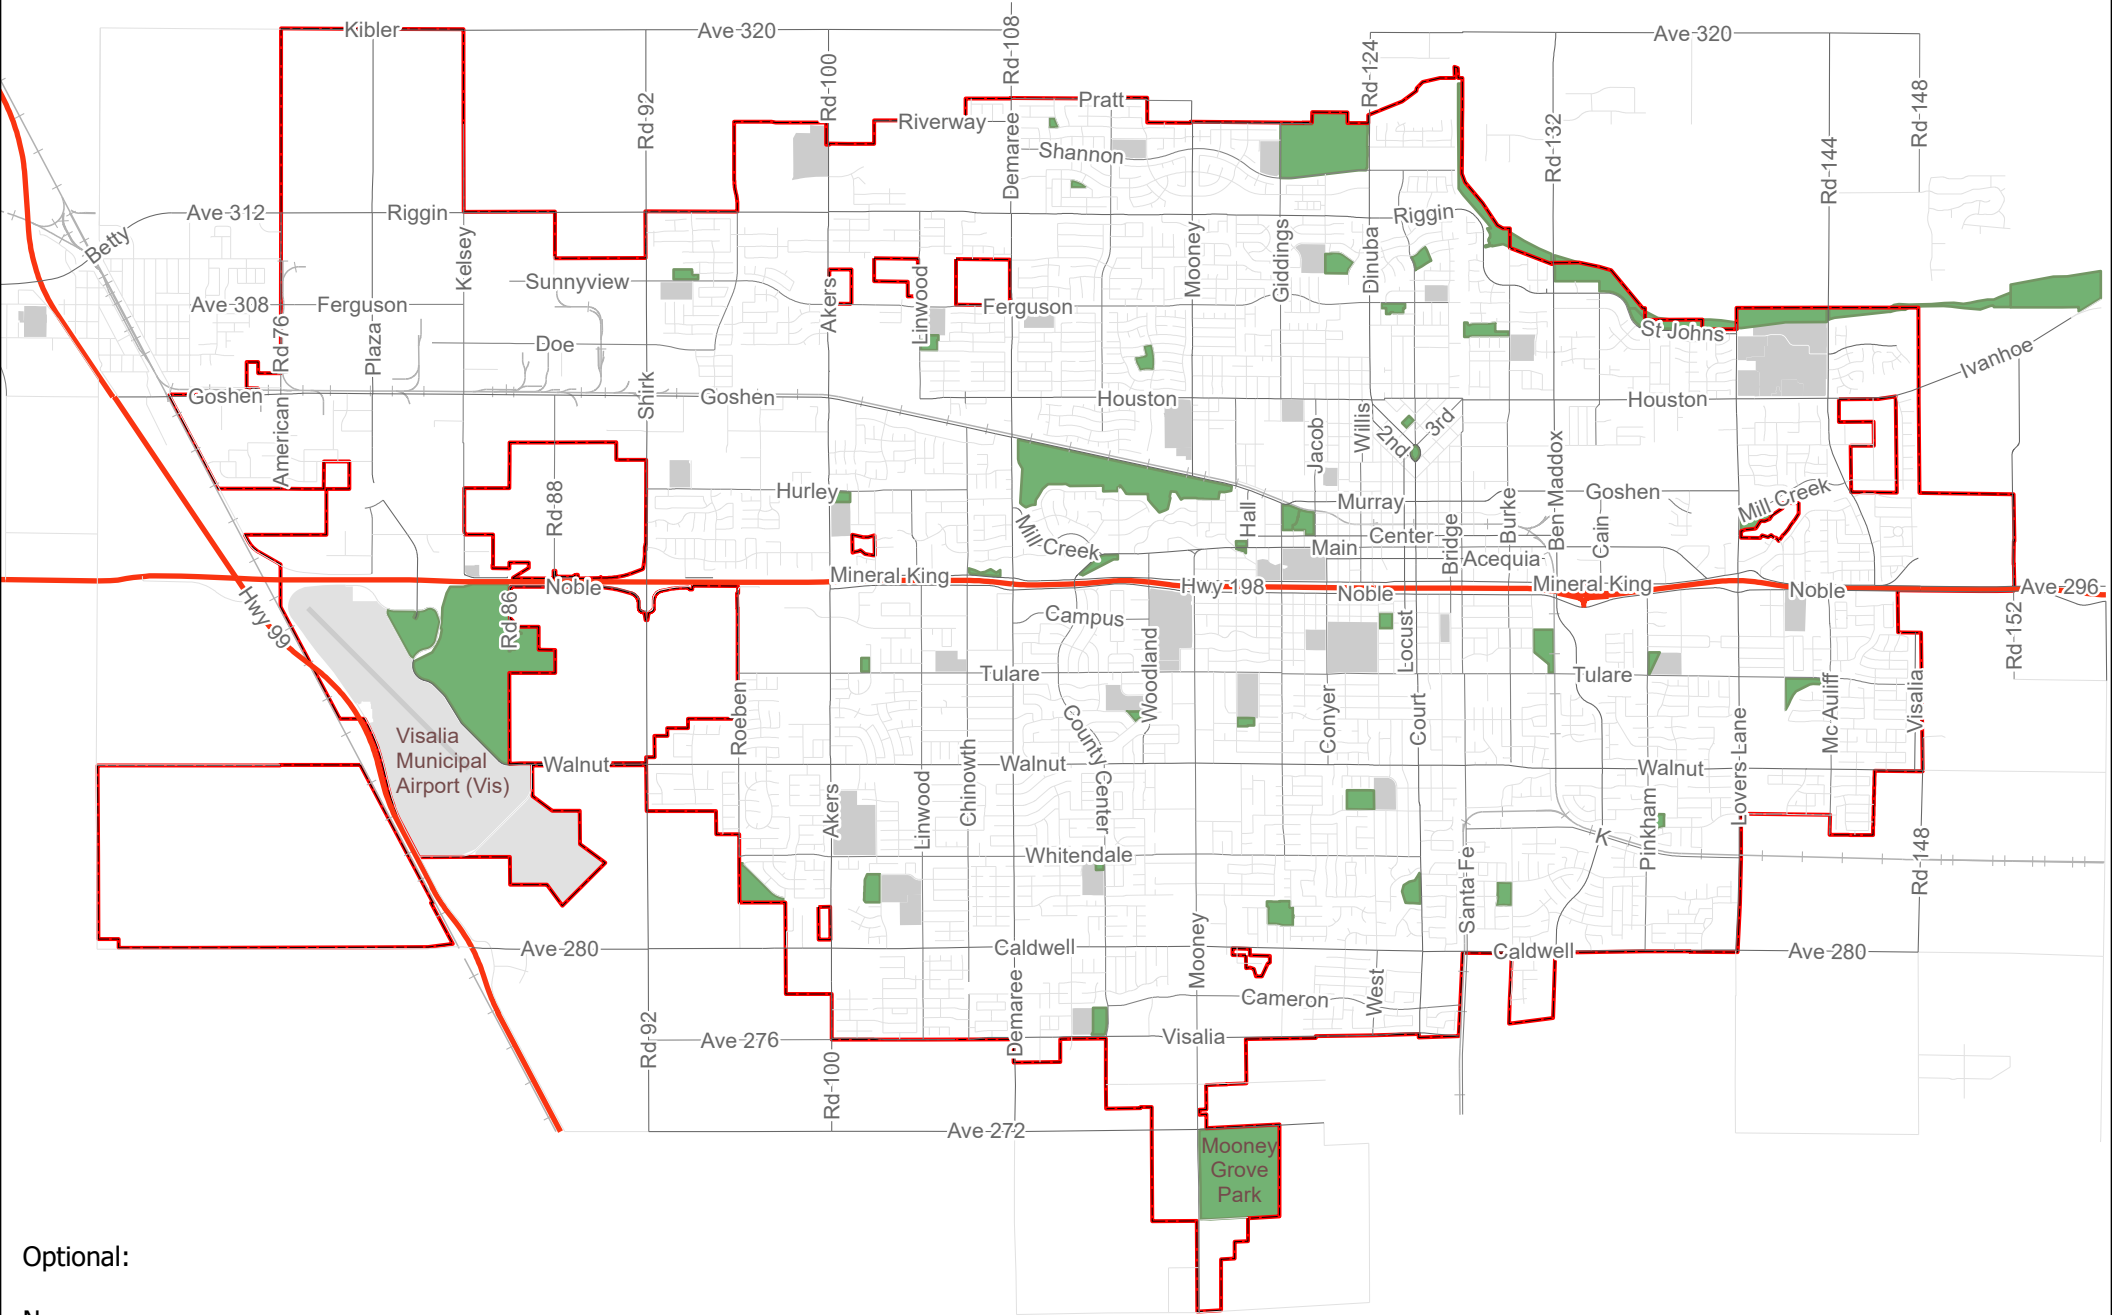 Kibler
Ave 320
Rd-108
Rd-124
Ave 320
Rd-100
Rd-92
Pratt
Riverway
Demaree
Shannon
Rd-132
Rd-144
Rd-148
Ave 312
Riggin
Riggin
Betty
Kelsey
Sunnyview
Linwood
Mooney
Giddings
Dinuba
Ave 308
Ferguson
Akers
Ferguson
Rd-76
Plaza
Doe
St Johns
Ivanhoe
Goshen
Shirk
Goshen
Houston
Houston
American
Jacob
Willis
2nd
3rd
Ben-Maddox
Hurley
Rd-88
Murray
Goshen
Mill-Creek
Hall
Burke
Cain
Mill-Creek
Center
Bridge
Main
Acequia
Noble
Mineral King
Hwy 198
Noble
Mineral King
Noble
Ave 296
Hwy 99
Rd-86
Campus
Woodland
Locust
Rd-152
Tulare
Tulare
Roeben
County Center
Conyer
Court
Lovers-Lane
Mc Auliff
Visalia
Visalia
Municipal
Airport (Vis)
Walnut
Walnut
Walnut
Akers
Linwood
Chinowth
Pinkham
K
Whitendale
Santa-Fe
Rd-148
Ave 280
Caldwell
Mooney
Caldwell
Ave 280
Demaree
Cameron
West
Rd-92
Ave 276
Visalia
Rd-100
Ave 272
Mooney
Grove
Park
Optional: